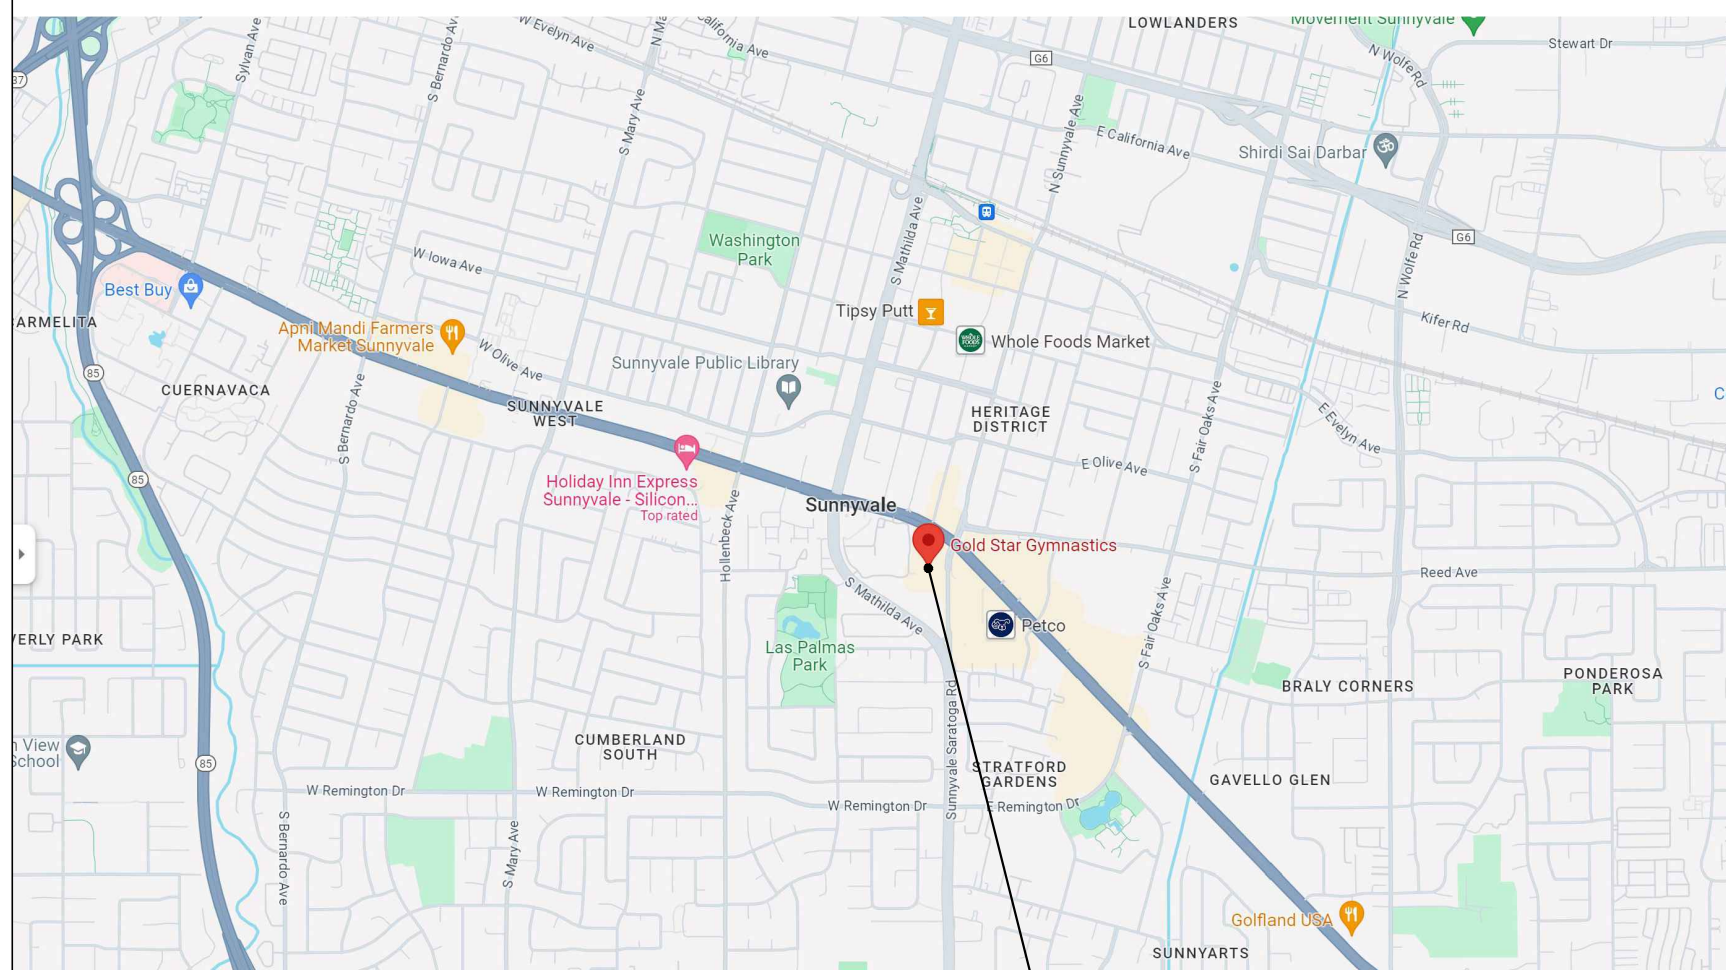 LOWLANDERS
Movement Sunnyvale
W Evelyn Ave
California Ave
Stewart Dr
G6
N Wolfe Rd
Sylvan Ave
S Bernardo Av
37
S Mary Ave
N Sunnyvale Ave
E California Ave
Shirdi Sai Darbar
G6
Washington
Park
W Iowa Ave
S Mathilda Ave
N Wolfe Rd
Best Buy
Tipsy Putt
ARMELITA
Apni Mandi Farmers
Market Sunnyvale
Kifer Rd
Whole Foods Market
W Olive Ave
Sunnyvale Public Library
85
CUERNAVACA
SUNNYVALE
WEST
HERITAGE
DISTRICT
S Bernardo Ave
S Fair Oaks Ave
E Evelyn Ave
E Olive Ave
85
Holiday Inn Express
Sunnyvale - Silicon...
Top rated
Sunnyvale
Hollenbeck Ave
Gold Star Gymnastics
Reed Ave
S Mathilda Ave
S Fair Oaks Ave
Petco
VERLY PARK
Las Palmas
Park
PONDEROSA
PARK
BRALY CORNERS
Sunnyvale Saratoga Rd
CUMBERLAND
SOUTH
n View
School
85
STRATFORD
GARDENS
GAVELLO GLEN
W Remington Dr
W Remington Dr
W Remington Dr
E Remington Dr
S Bernardo Ave
S Mary Ave
Golfland USA
SUNNYARTS